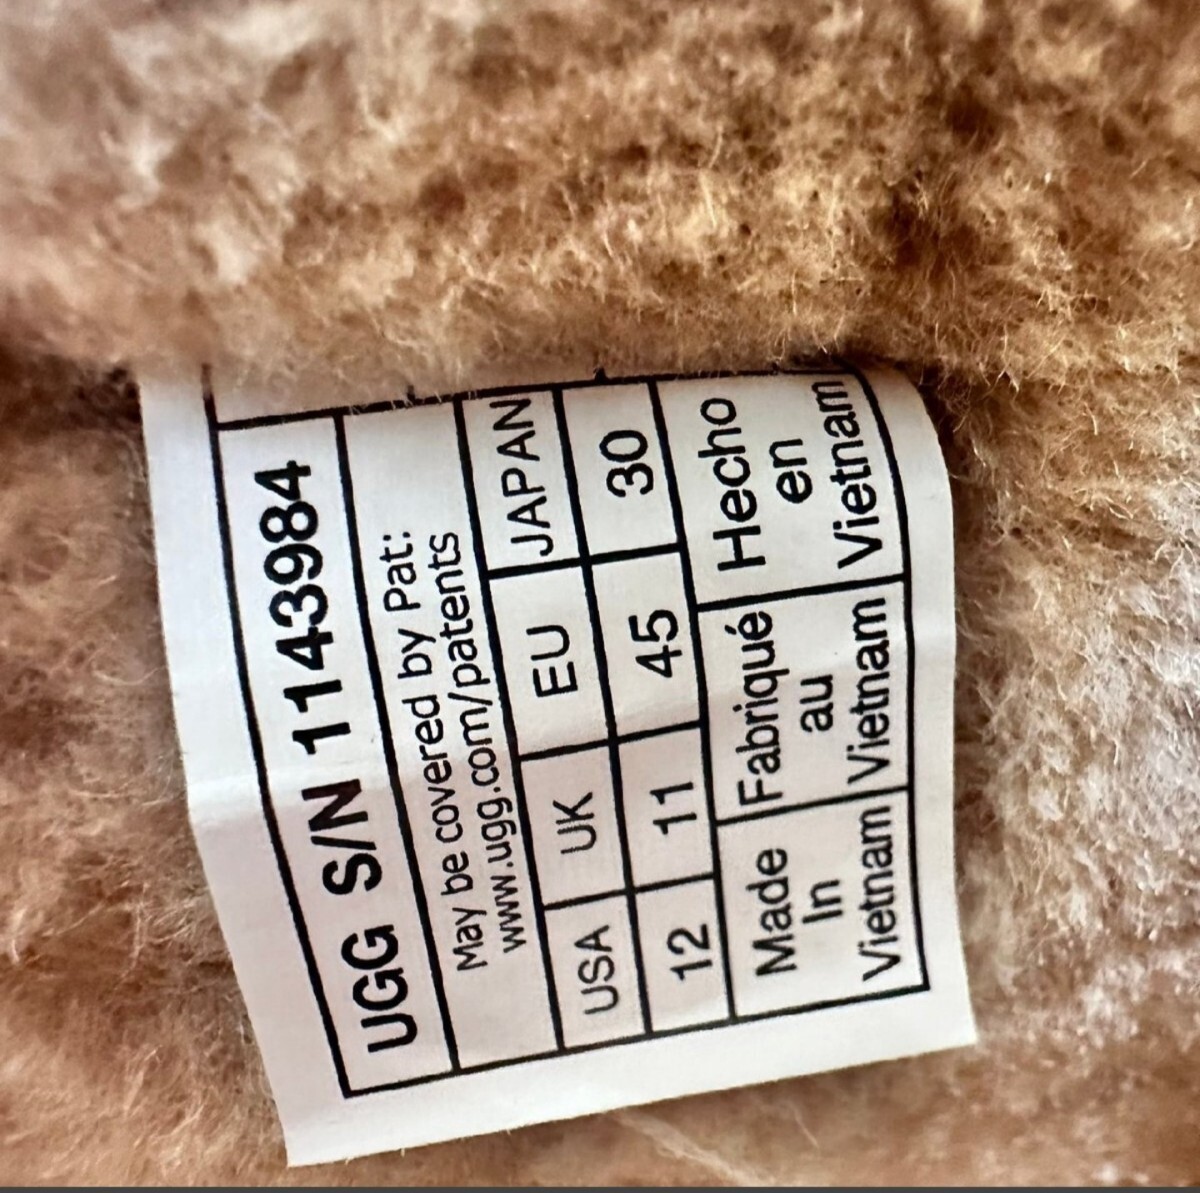 UGG S/N 1143984
May be covered by Pat:
www.ugg.com/patents
USA UK EU JAPAN
12 11 45 30
Made In Vietnam
Fabriqué au Vietnam
Hecho en Vietnam